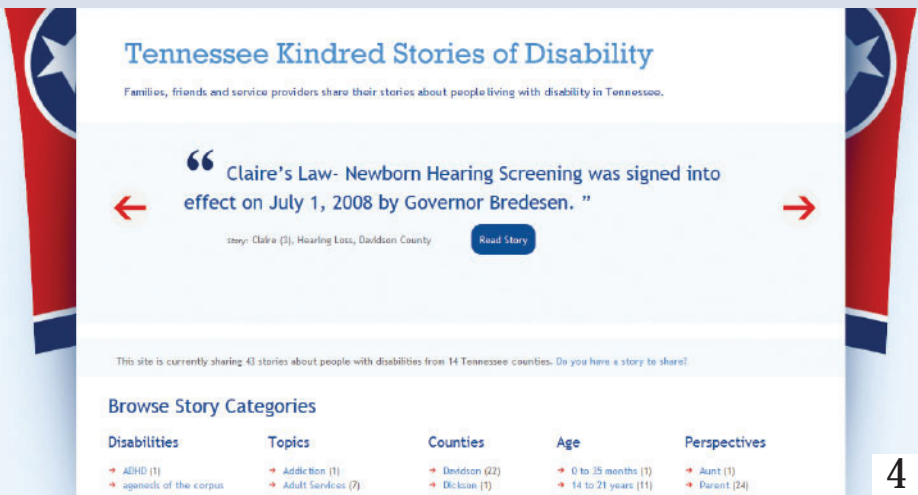 Tennessee Kindred Stories of Disability
Families, friends and service providers share their stories about people living with disability in Tennessee.
“ Claire’s Law- Newborn Hearing Screening was signed into
effect on July 1, 2008 by Governor Bredesen. ”
story: Claire (3), Hearing Loss, Davidson County
Read Story
This site is currently sharing 43 stories about people with disabilities from 14 Tennessee counties. Do you have a story to share?
Browse Story Categories
Disabilities
ADHD (1)
agenesis of the corpus
Topics
Addiction (1)
Adult Services (7)
Counties
Davidson (22)
Dickson (1)
Age
0 to 35 months (1)
14 to 21 years (11)
Perspectives
Aunt (1)
Parent (24)
4